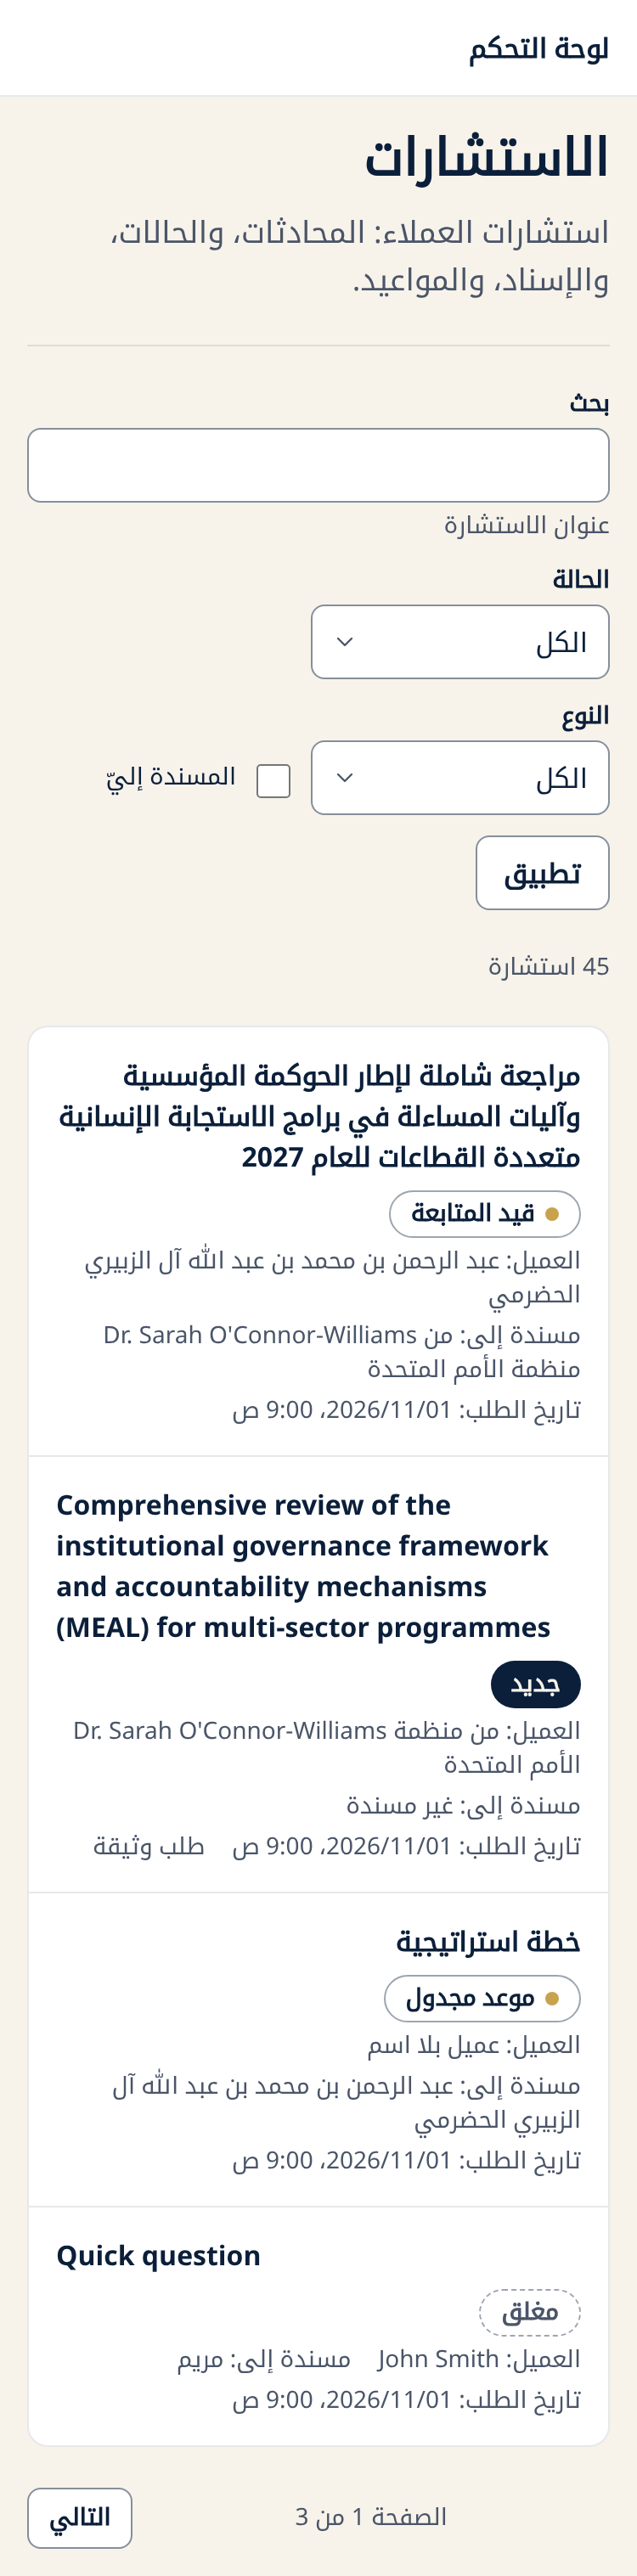 لوحة التحكم
الاستشارات
استشارات العملاء: المحادثات، والحالات،
والإسناد، والمواعيد.
بحث
عنوان الاستشارة
الحالة
الكل
النوع
الكل
المسندة إليّ
تطبيق
45 استشارة
مراجعة شاملة لإطار الحوكمة المؤسسية
وآليات المساءلة في برامج الاستجابة الإنسانية
متعددة القطاعات للعام 2027
قيد المتابعة
العميل: عبد الرحمن بن محمد بن عبد الله آل الزبيري
الحضرمي
مسندة إلى: Dr. Sarah O'Connor-Williams من
منظمة الأمم المتحدة
تاريخ الطلب: 2026/11/01، 9:00 ص
Comprehensive review of the
institutional governance framework
and accountability mechanisms
(MEAL) for multi-sector programmes
جديد
العميل: Dr. Sarah O'Connor-Williams من منظمة
الأمم المتحدة
مسندة إلى: غير مسندة
تاريخ الطلب: 2026/11/01، 9:00 ص طلب وثيقة
خطة استراتيجية
موعد مجدول
العميل: عميل بلا اسم
مسندة إلى: عبد الرحمن بن محمد بن عبد الله آل
الزبيري الحضرمي
تاريخ الطلب: 2026/11/01، 9:00 ص
Quick question
مغلق
العميل: John Smith مسندة إلى: مريم
تاريخ الطلب: 2026/11/01، 9:00 ص
الصفحة 1 من 3
التالي